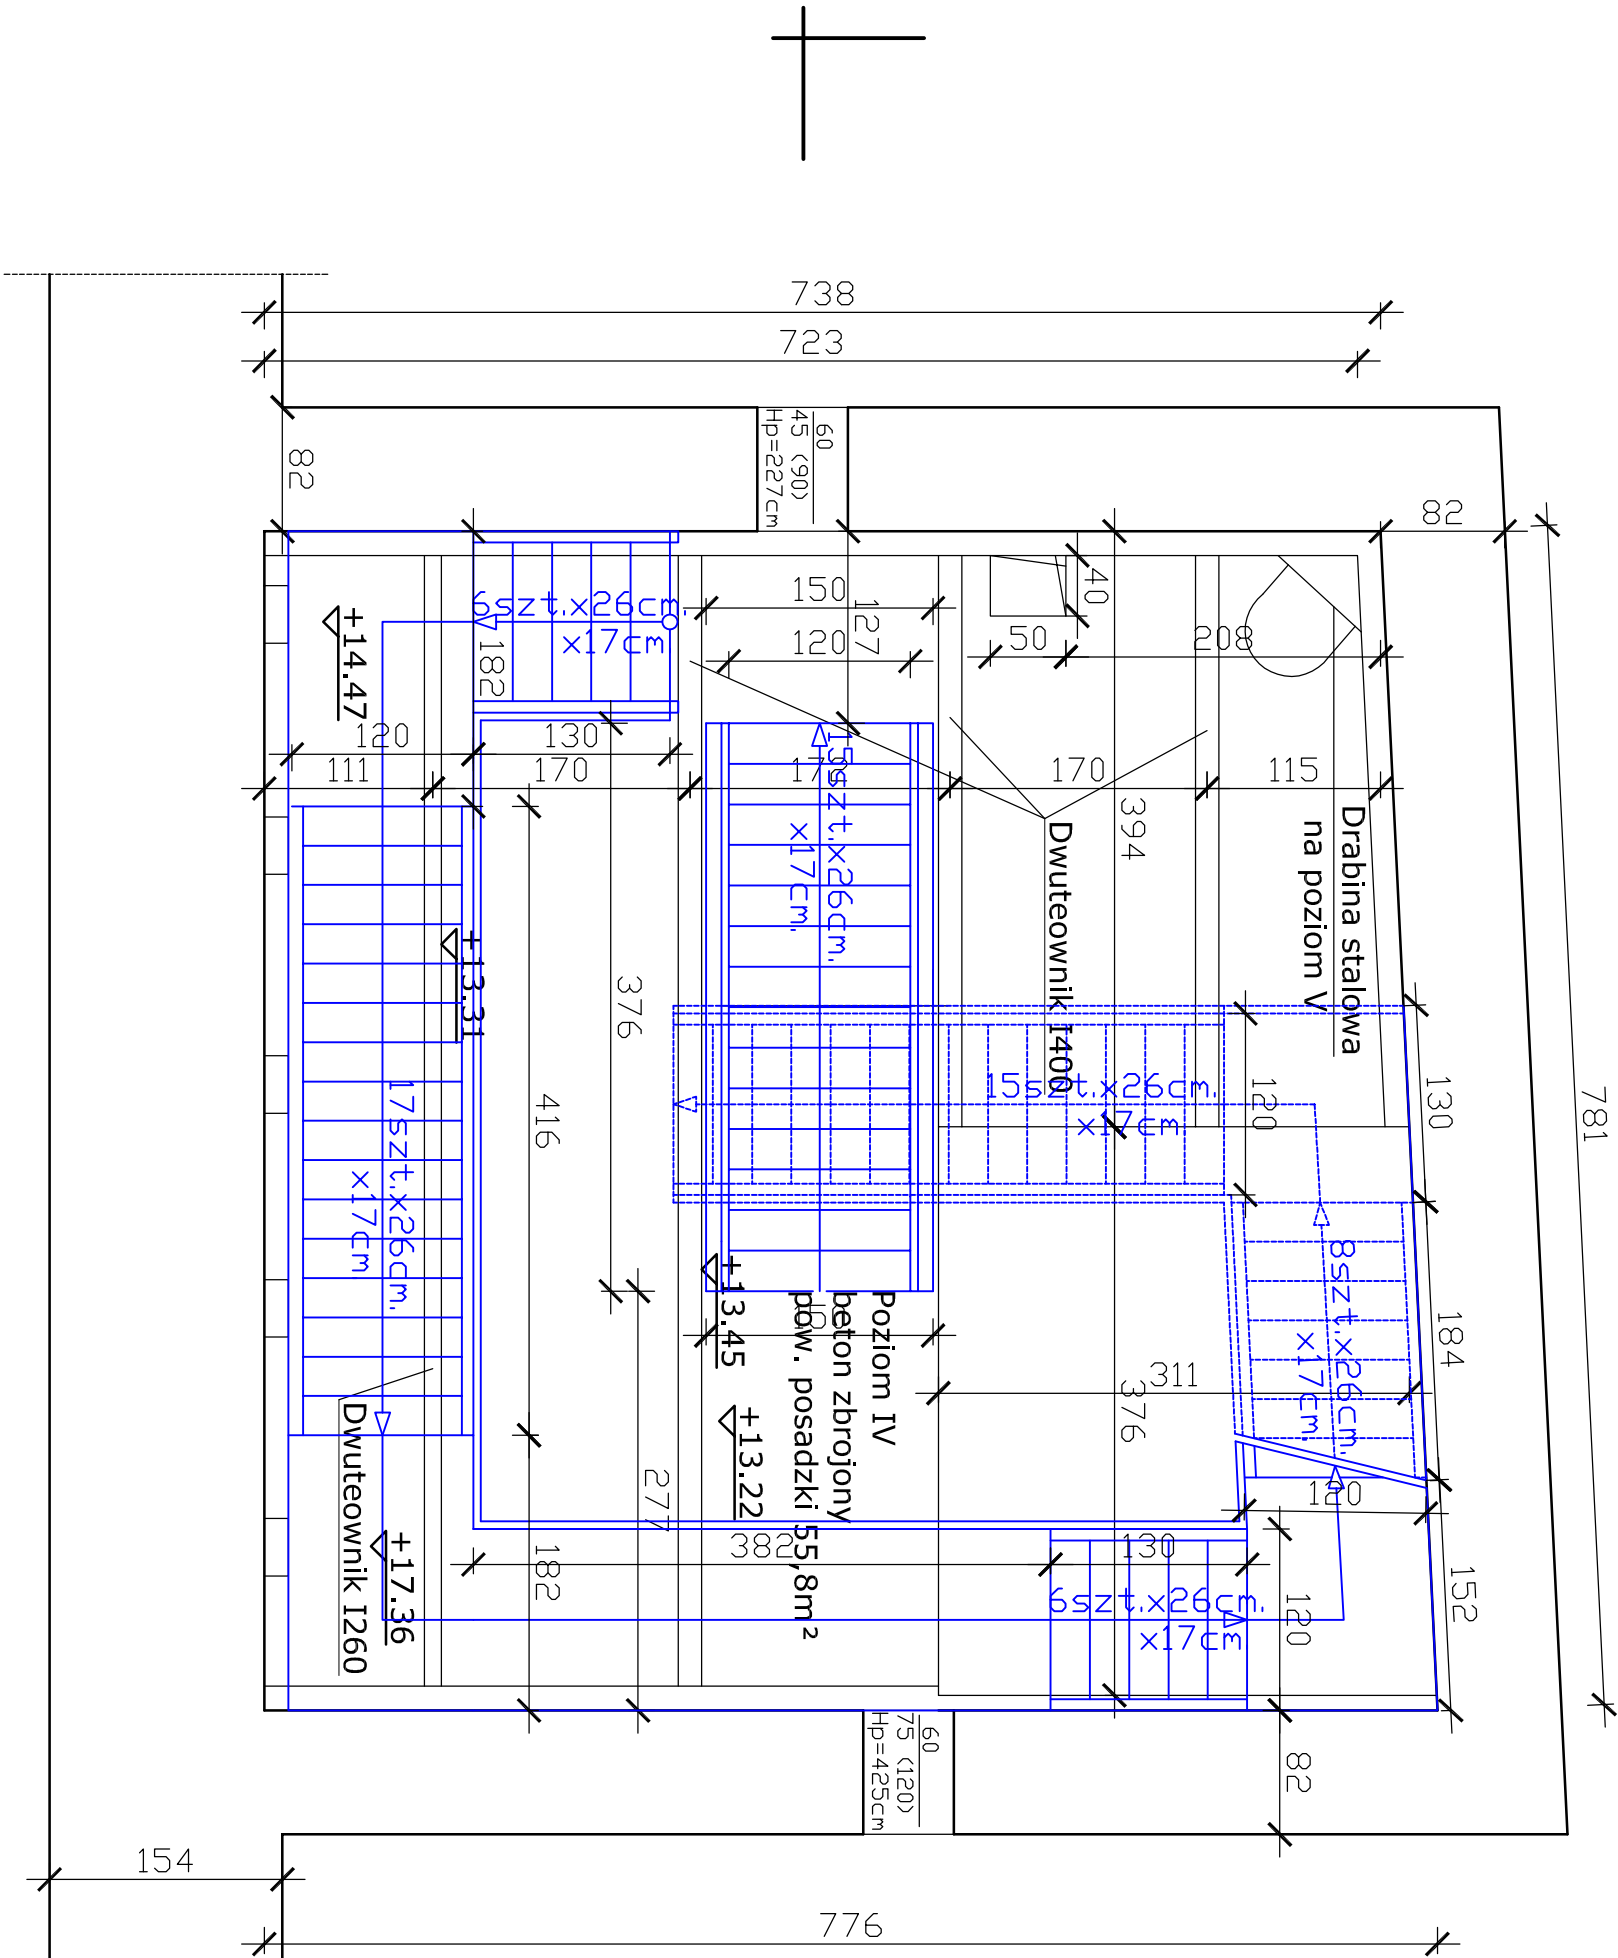 738
723
60
45 (90)
Hp=227cm
82
82
781
6szt.x26cm.
x17cm
182
+14.47
150
120
127
40
50
208
120
130
111
170
170
115
394
13szt.x26cm.
x17cm.
Drabina stalowa
na poziom V
Dwuteownik I400
+13.31
376
416
17szt.x26cm.
x17cm
15szt.x26cm.
x17cm
120
130
8szt.x26cm.
x17cm
184
+13.45
Poziom IV
beton zbrojony
pow. posadzki 55,8m²
+13.22
311
376
120
277
382
130
182
Dwuteownik I260
+17.36
6szt.x26cm.
x17cm
120
152
60
75 (120)
Hp=425cm
82
154
776